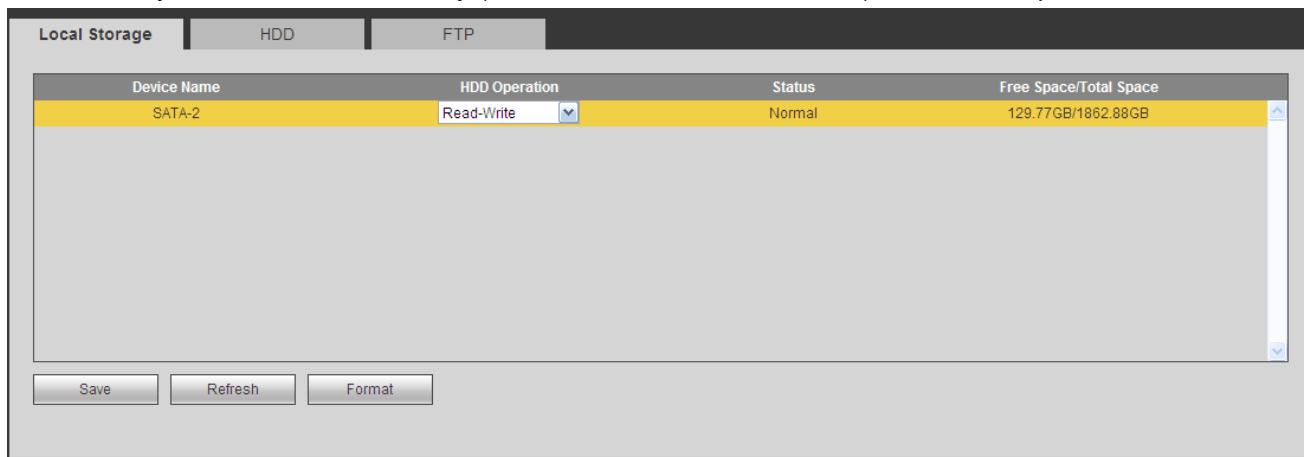 Local Storage HDD FTP
Device Name HDD Operation Status Free Space/Total Space
SATA-2 Read-Write Normal 129.77GB/1862.88GB
Save Refresh Format